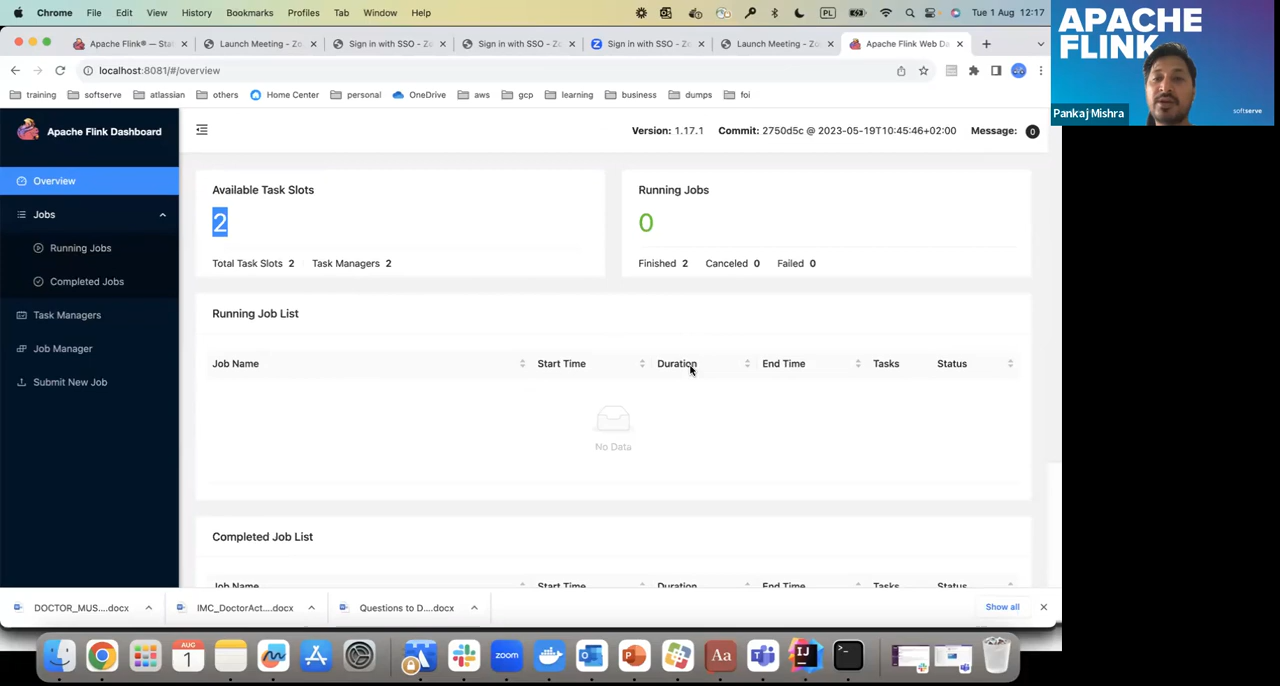 Chrome File Edit View History Bookmarks Profiles Tab Window Help PL Tue 1 Aug 12:17
Apache Flink® — Sta Launch Meeting - Zo Sign in with SSO - Zo Sign in with SSO - Zo Sign in with SSO - Zo Launch Meeting - Zo Apache Flink Web Da
localhost:8081/#/overview
training softserve atlassian others Home Center personal OneDrive aws gcp learning business dumps foi
APACHE
FLINK
softserve
Pankaj Mishra
Apache Flink Dashboard
Version: 1.17.1 Commit: 2750d5c @ 2023-05-19T10:45:46+02:00 Message: 0
Overview
Jobs
Running Jobs
Completed Jobs
Task Managers
Job Manager
Submit New Job
Available Task Slots
2
Total Task Slots 2 Task Managers 2
Running Jobs
0
Finished 2 Canceled 0 Failed 0
Running Job List
Job Name Start Time Duration End Time Tasks Status
No Data
Completed Job List
Job Name Start Time Duration End Time Tasks Status
DOCTOR_MUS....docx IMC_DoctorAct....docx Questions to D....docx Show all
AUG
1
zoom
Aa
IJ